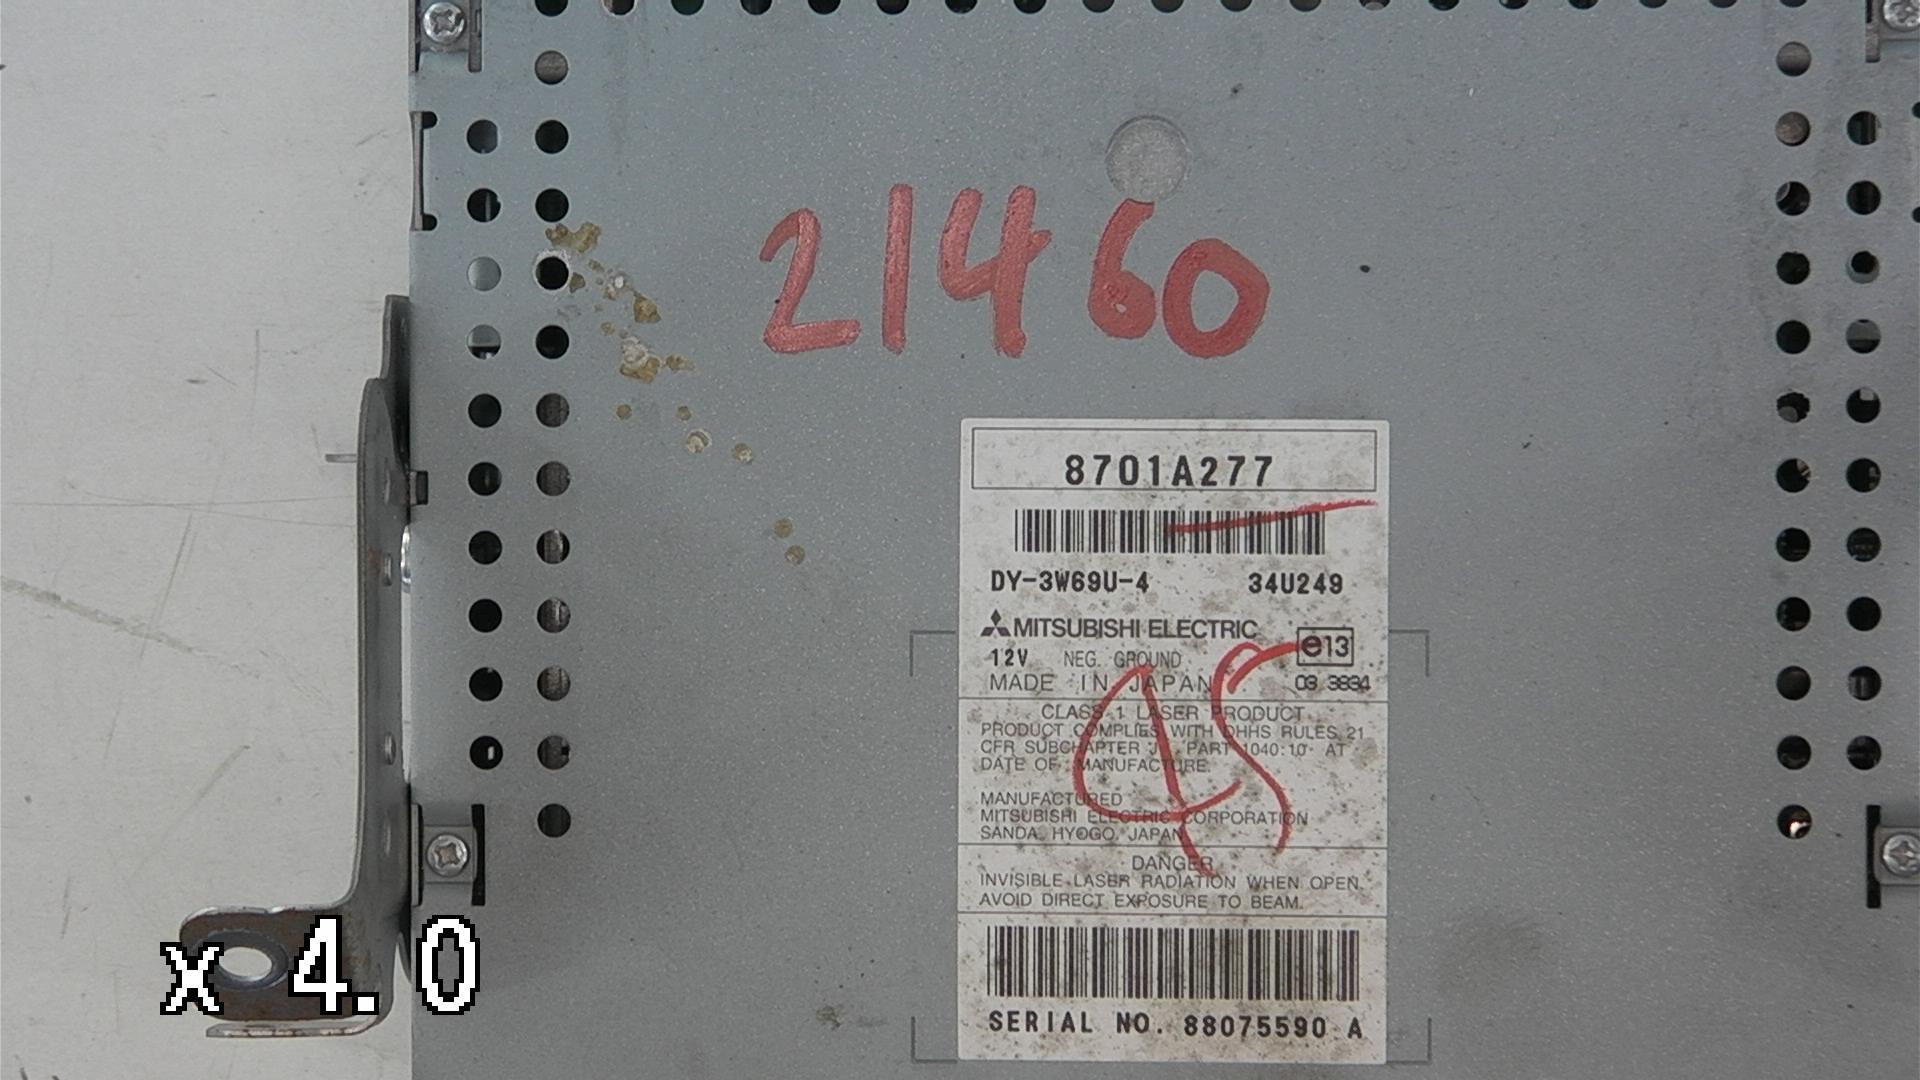 21460
8701A277
DY-3W69U-4 34U249
MITSUBISHI ELECTRIC e13
12V NEG. GROUND
MADE IN JAPAN 03 3834
CLASS 1 LASER PRODUCT
PRODUCT COMPLIES WITH DHHS RULES 21
CFR SUBCHAPTER J, PART 1040:10 AT
DATE OF MANUFACTURE.
MANUFACTURED
MITSUBISHI ELECTRIC CORPORATION
SANDA, HYOGO, JAPAN
DANGER
INVISIBLE LASER RADIATION WHEN OPEN.
AVOID DIRECT EXPOSURE TO BEAM.
SERIAL NO. 88075590 A
x 4.0